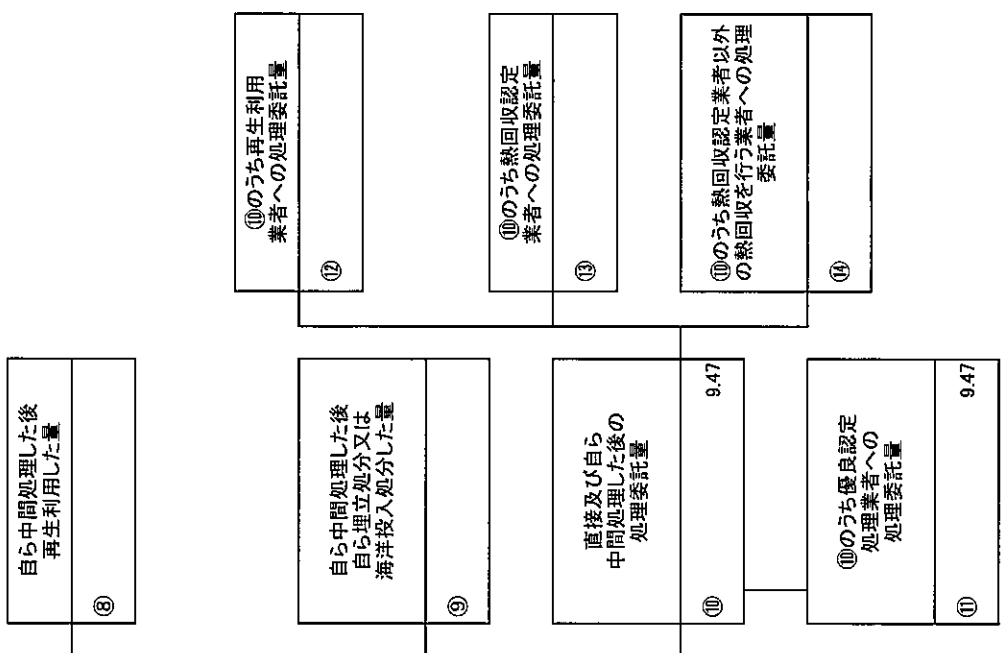 自ら中間処理した後
再生利用した量
⑧
自ら中間処理した後
自ら埋立処分又は
海洋投入処分した量
⑨
直接及び自ら
中間処理した後の
処理委託量
⑩ 9.47
⑩のうち優良認定
処理業者への
処理委託量
⑪ 9.47
⑩のうち再生利用
業者への処理委託量
⑫
⑩のうち熱回収認定
業者への処理委託量
⑬
⑩のうち熱回収認定業者以外
の熱回収を行う業者への処理
委託量
⑭